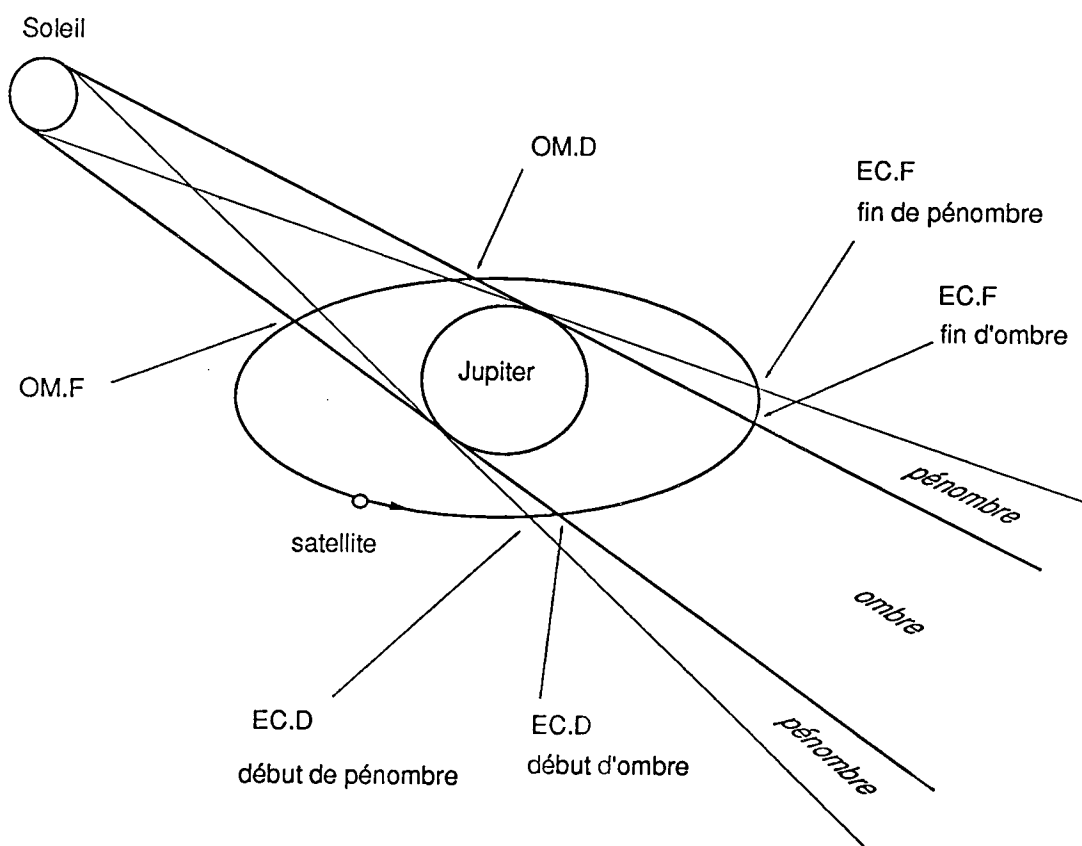 Soleil
OM.D
EC.F
fin de pénombre
EC.F
fin d'ombre
Jupiter
OM.F
pénombre
satellite
ombre
EC.D
début de pénombre
EC.D
début d'ombre
pénombre